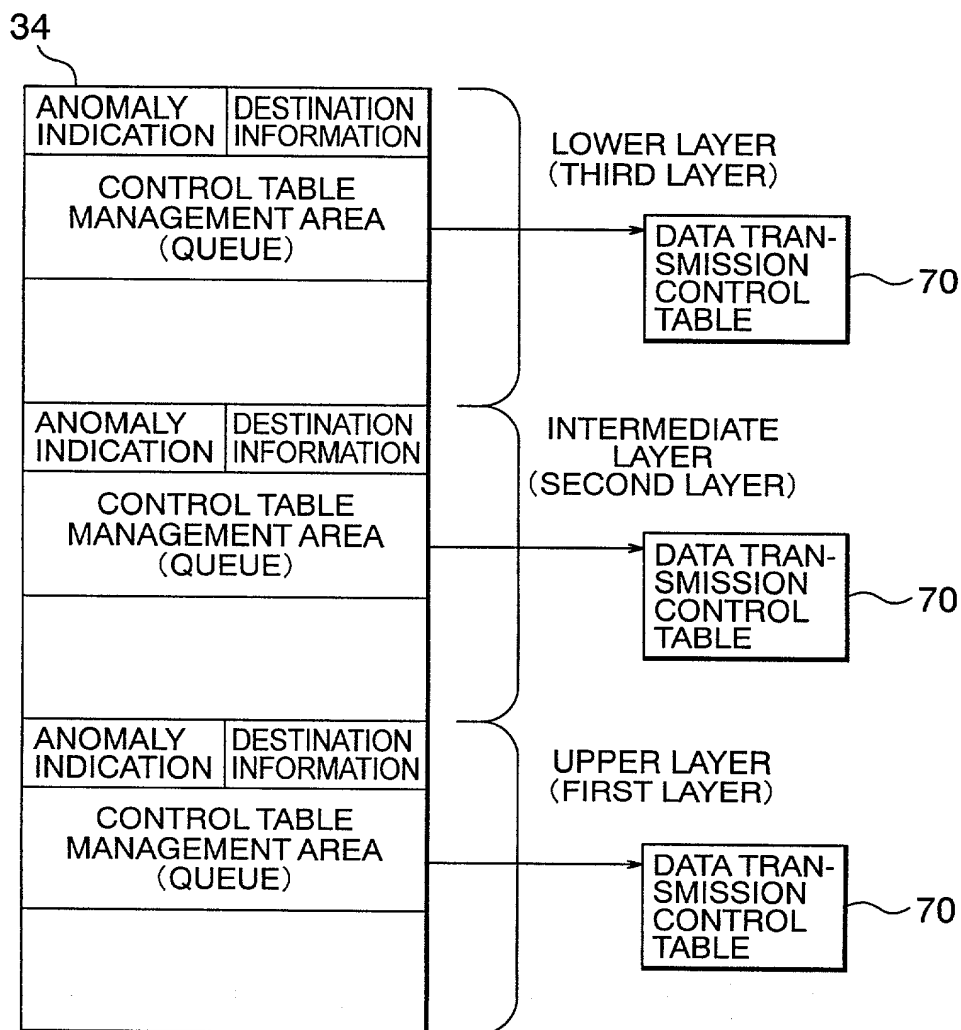 34
ANOMALY
INDICATION
DESTINATION
INFORMATION
CONTROL TABLE
MANAGEMENT AREA
(QUEUE)
LOWER LAYER
(THIRD LAYER)
DATA TRAN-
SMISSION
CONTROL
TABLE
70
ANOMALY
INDICATION
DESTINATION
INFORMATION
CONTROL TABLE
MANAGEMENT AREA
(QUEUE)
INTERMEDIATE
LAYER
(SECOND LAYER)
DATA TRAN-
SMISSION
CONTROL
TABLE
70
ANOMALY
INDICATION
DESTINATION
INFORMATION
CONTROL TABLE
MANAGEMENT AREA
(QUEUE)
UPPER LAYER
(FIRST LAYER)
DATA TRAN-
SMISSION
CONTROL
TABLE
70